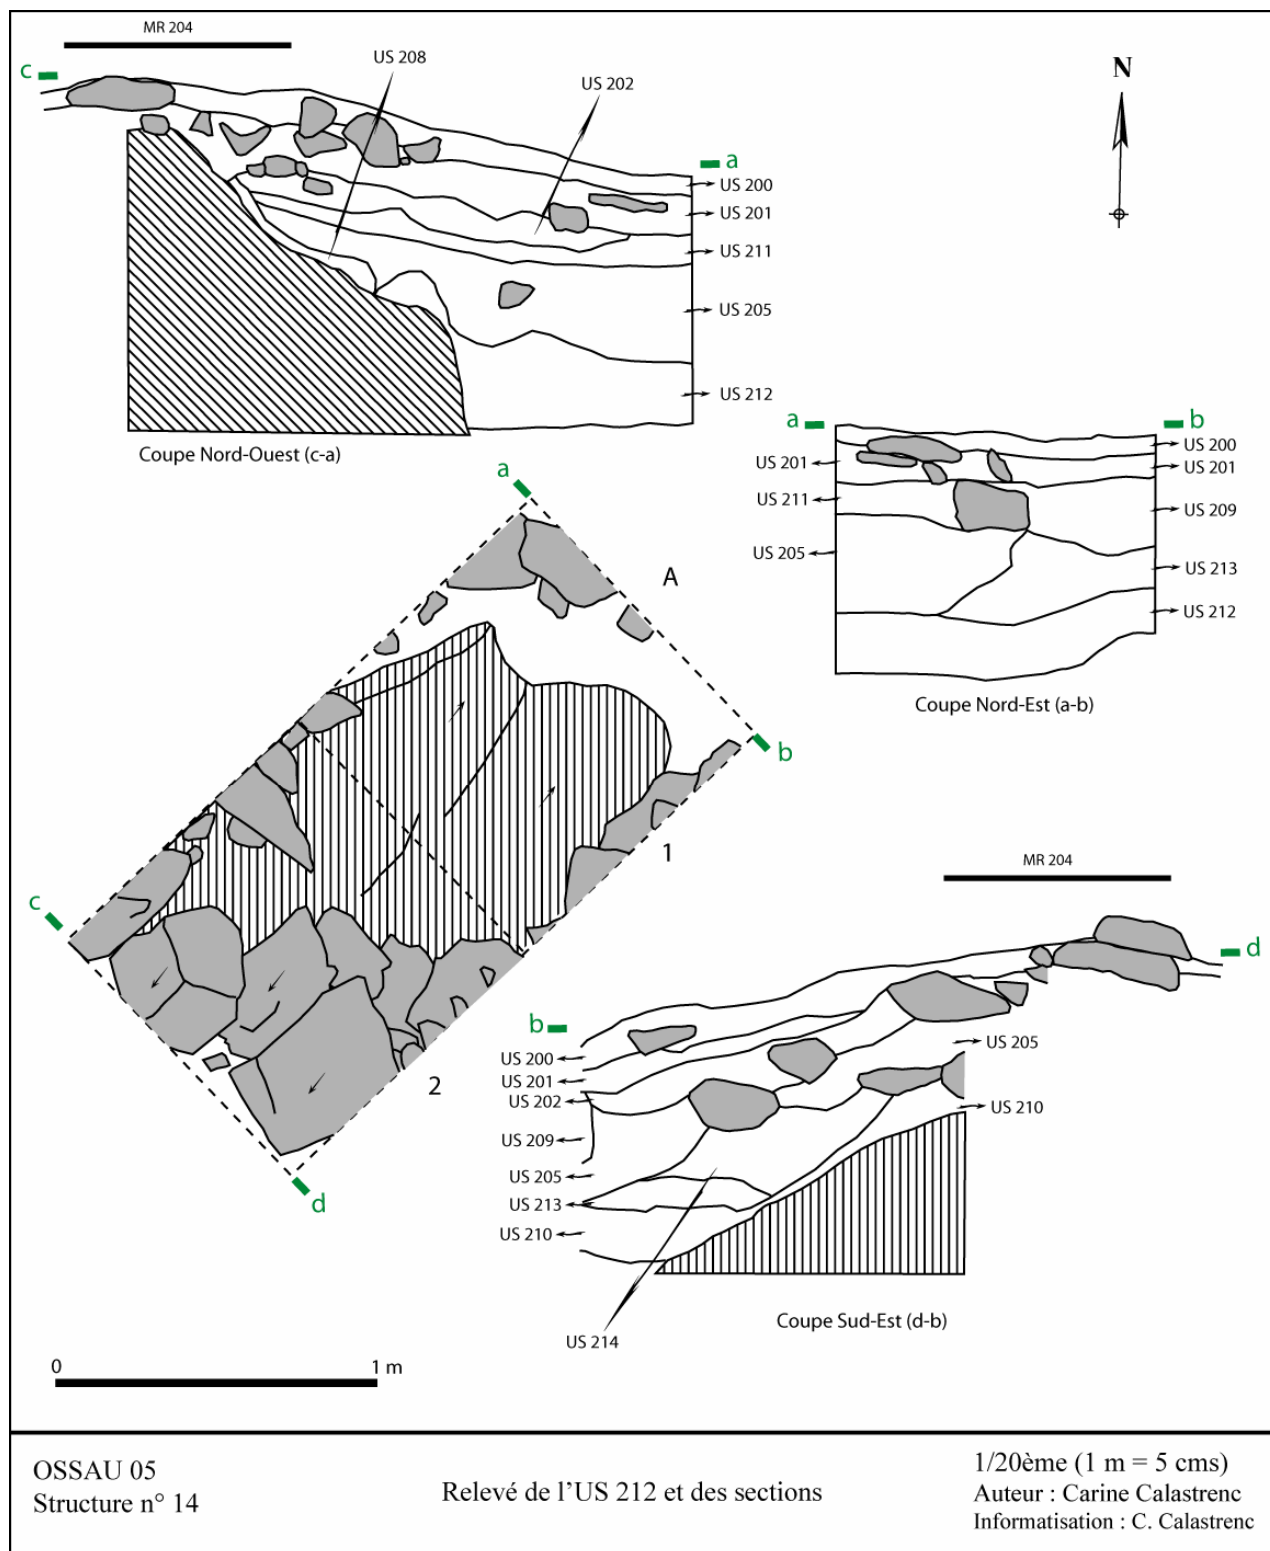 MR 204
c
US 208
US 202
N
a
US 200
US 201
US 211
US 205
US 212
Coupe Nord-Ouest (c-a)
a
b
US 201
US 211
US 205
US 200
US 201
US 209
US 213
US 212
Coupe Nord-Est (a-b)
a
A
b
1
c
2
d
MR 204
d
b
US 200
US 201
US 202
US 209
US 205
US 213
US 210
US 205
US 210
US 214
Coupe Sud-Est (d-b)
0 1 m
OSSAU 05
Structure n° 14
Relevé de l'US 212 et des sections
1/20ème (1 m = 5 cms)
Auteur : Carine Calastrenc
Informatisation : C. Calastrenc